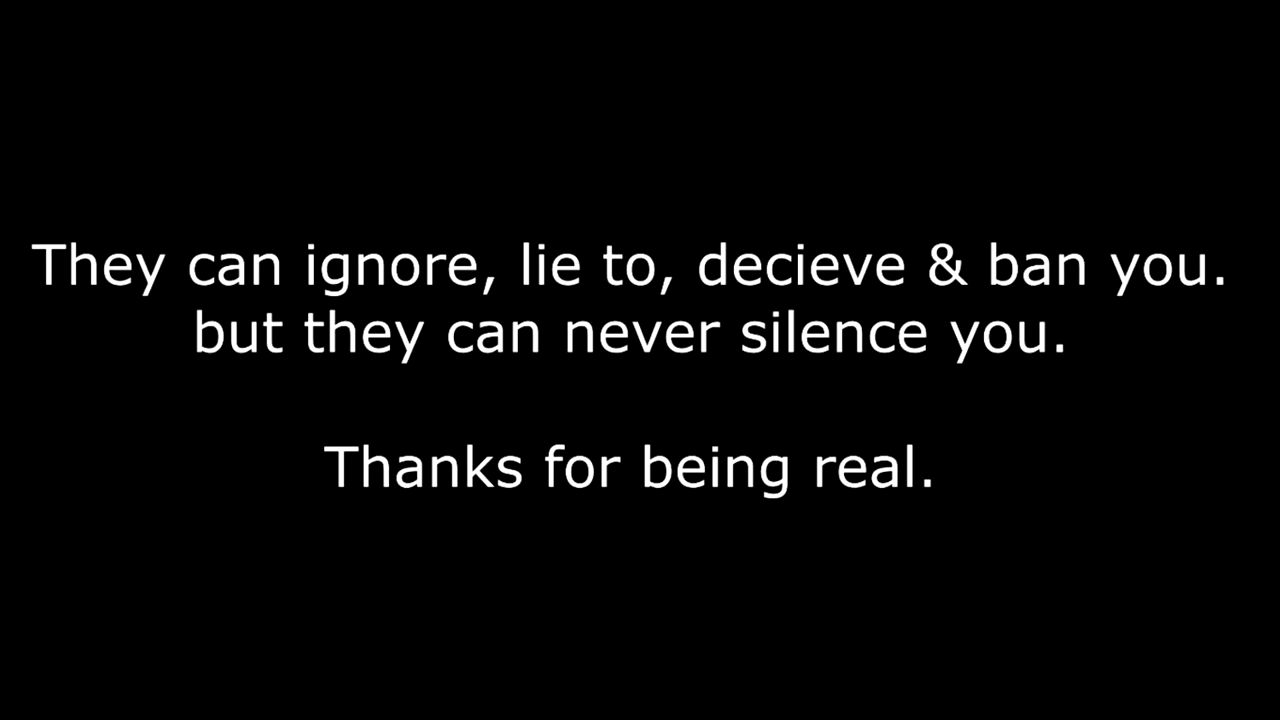 They can ignore, lie to, decieve & ban you.
but they can never silence you.
Thanks for being real.